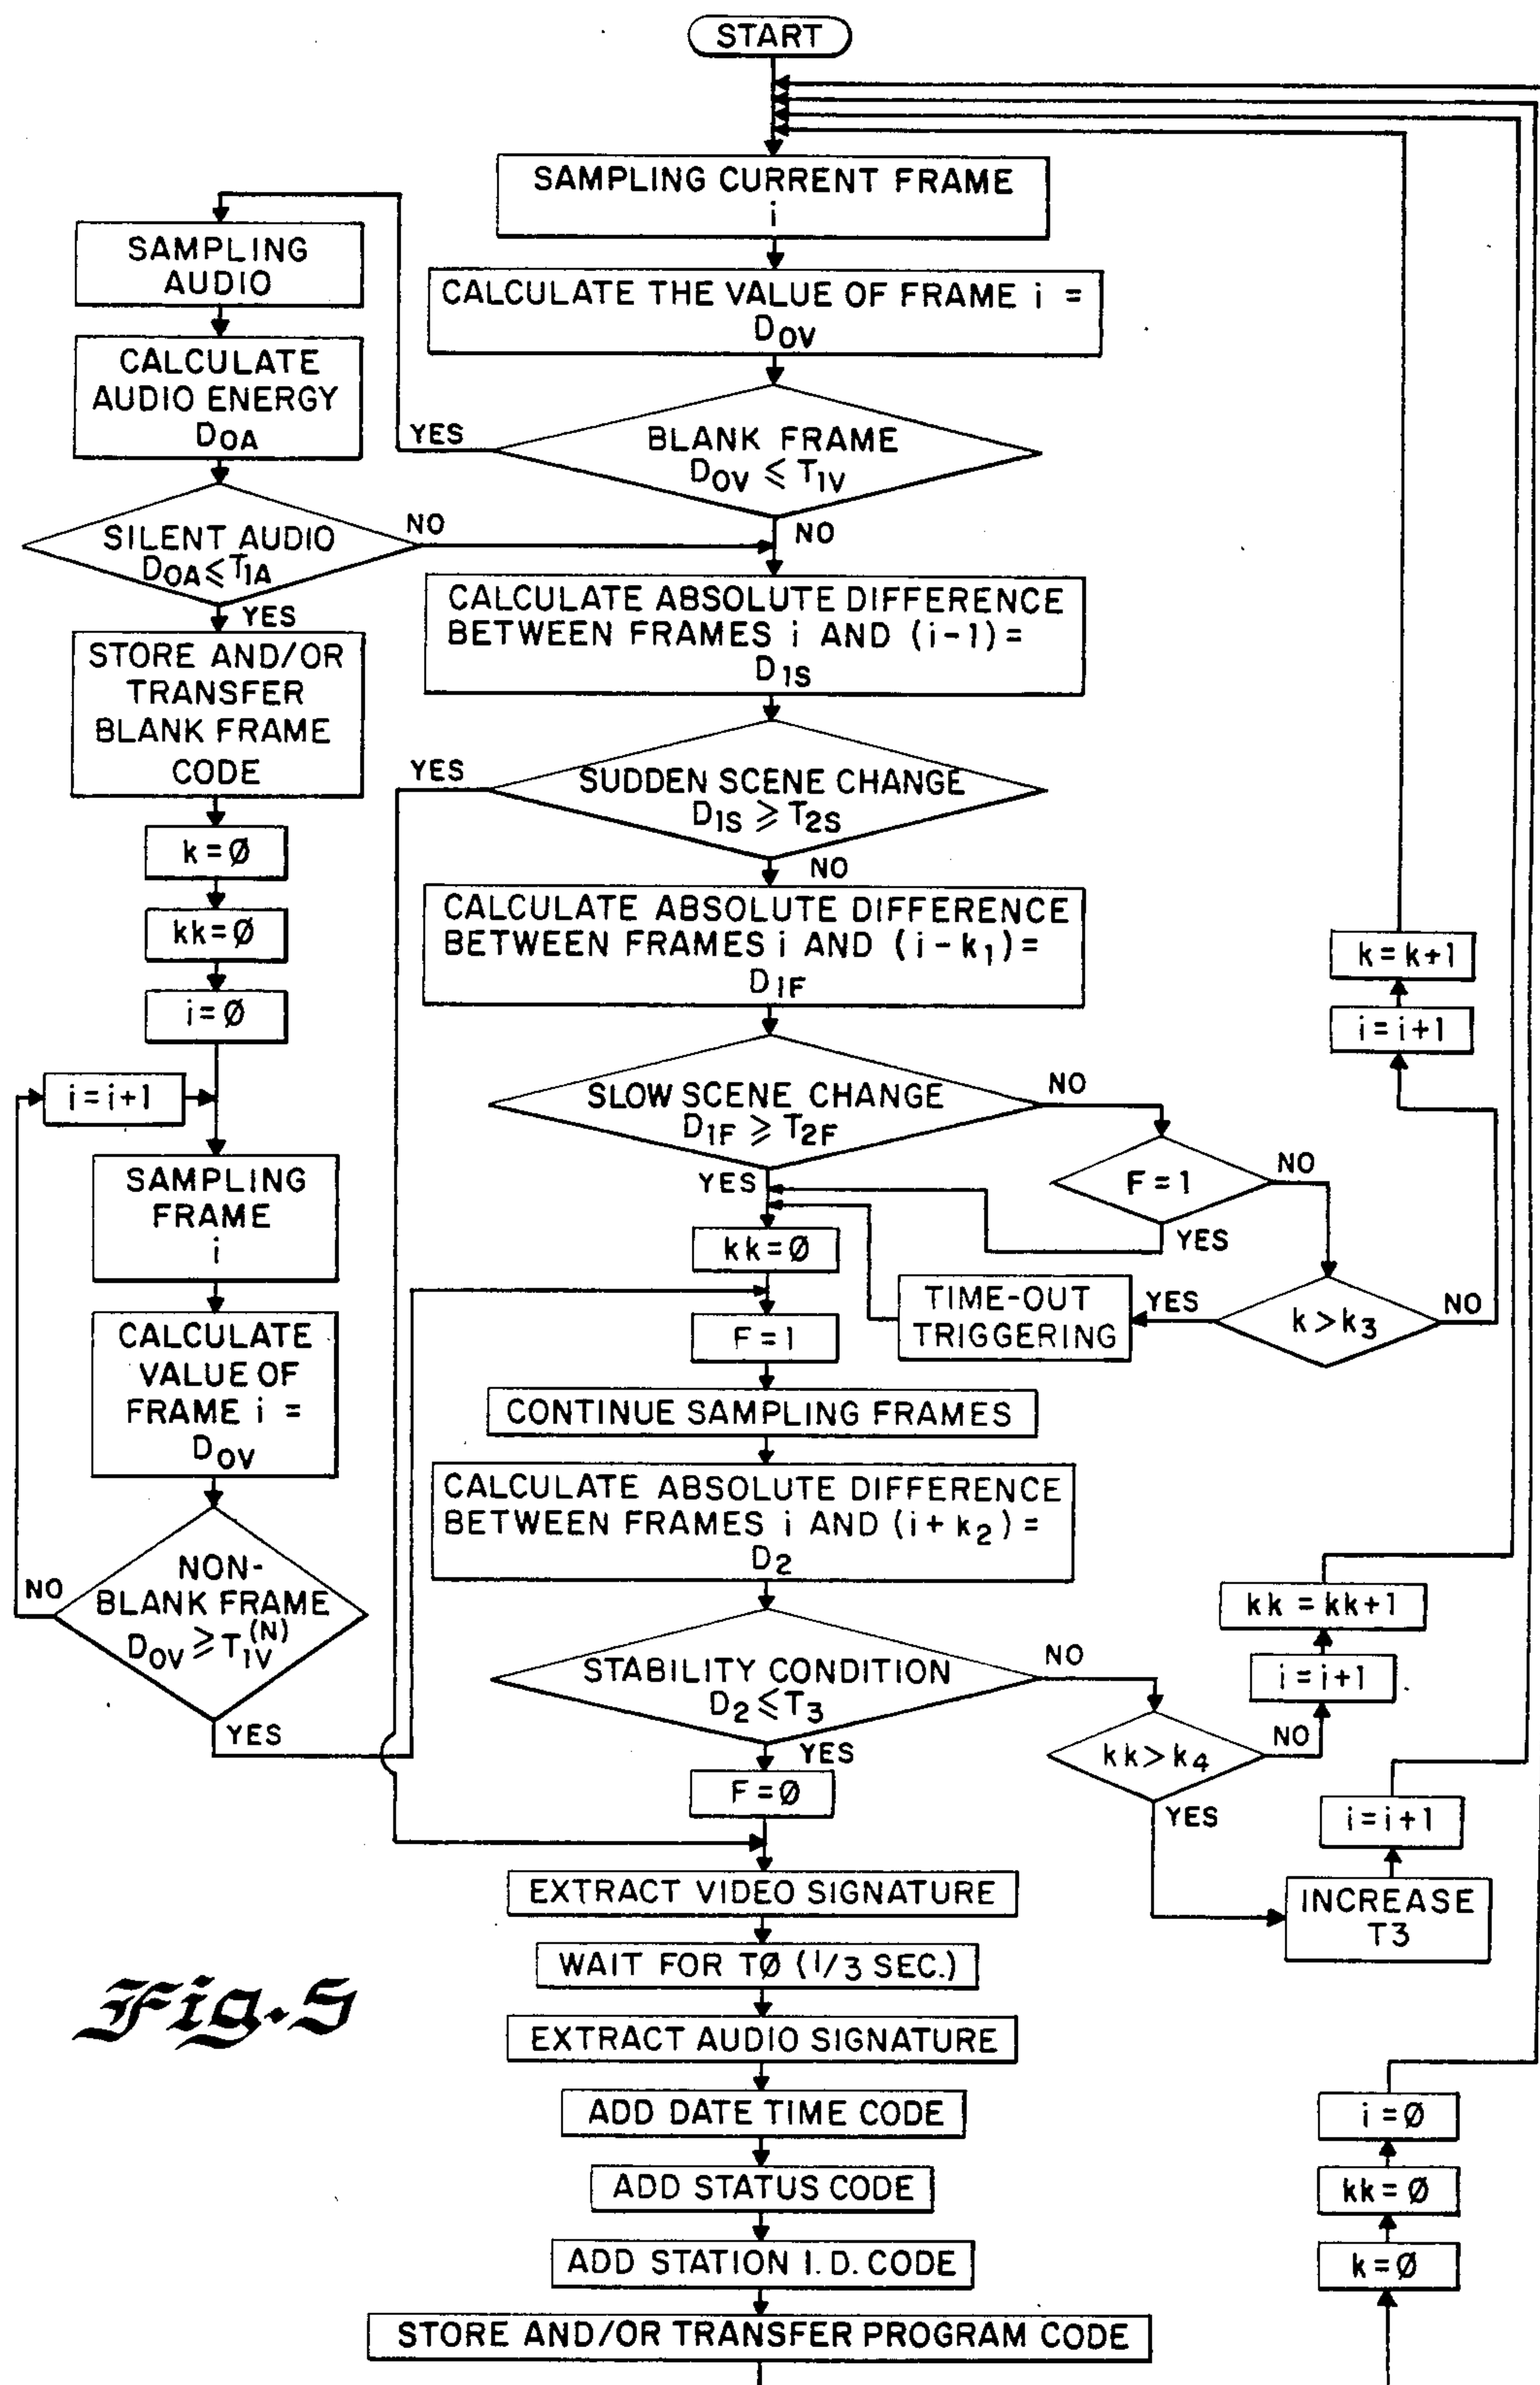 START
SAMPLING CURRENT FRAME
i
CALCULATE THE VALUE OF FRAME i =
D0V
BLANK FRAME
D0V ⩽ T1V
YES
NO
SAMPLING
AUDIO
CALCULATE
AUDIO ENERGY
D0A
SILENT AUDIO
D0A ⩽ T1A
NO
YES
STORE AND/OR
TRANSFER
BLANK FRAME
CODE
k = Ø
kk = Ø
i = Ø
i = i+1
SAMPLING
FRAME
i
CALCULATE
VALUE OF
FRAME i =
D0V
NON-
BLANK FRAME
D0V ⩾ T1V(N)
NO
YES
CALCULATE ABSOLUTE DIFFERENCE
BETWEEN FRAMES i AND (i-1) =
D1S
SUDDEN SCENE CHANGE
D1S ⩾ T2S
YES
NO
CALCULATE ABSOLUTE DIFFERENCE
BETWEEN FRAMES i AND (i - k1) =
D1F
SLOW SCENE CHANGE
D1F ⩾ T2F
NO
YES
F = 1
NO
YES
k > k3
YES
NO
TIME-OUT
TRIGGERING
i = i+1
k = k+1
kk = Ø
F = 1
CONTINUE SAMPLING FRAMES
CALCULATE ABSOLUTE DIFFERENCE
BETWEEN FRAMES i AND (i + k2) =
D2
STABILITY CONDITION
D2 ⩽ T3
NO
YES
kk > k4
NO
YES
i = i+1
kk = kk+1
INCREASE
T3
i = i+1
F = Ø
EXTRACT VIDEO SIGNATURE
WAIT FOR TØ (1/3 SEC.)
EXTRACT AUDIO SIGNATURE
ADD DATE TIME CODE
ADD STATUS CODE
ADD STATION I.D. CODE
STORE AND/OR TRANSFER PROGRAM CODE
k = Ø
kk = Ø
i = Ø
Fig. 5